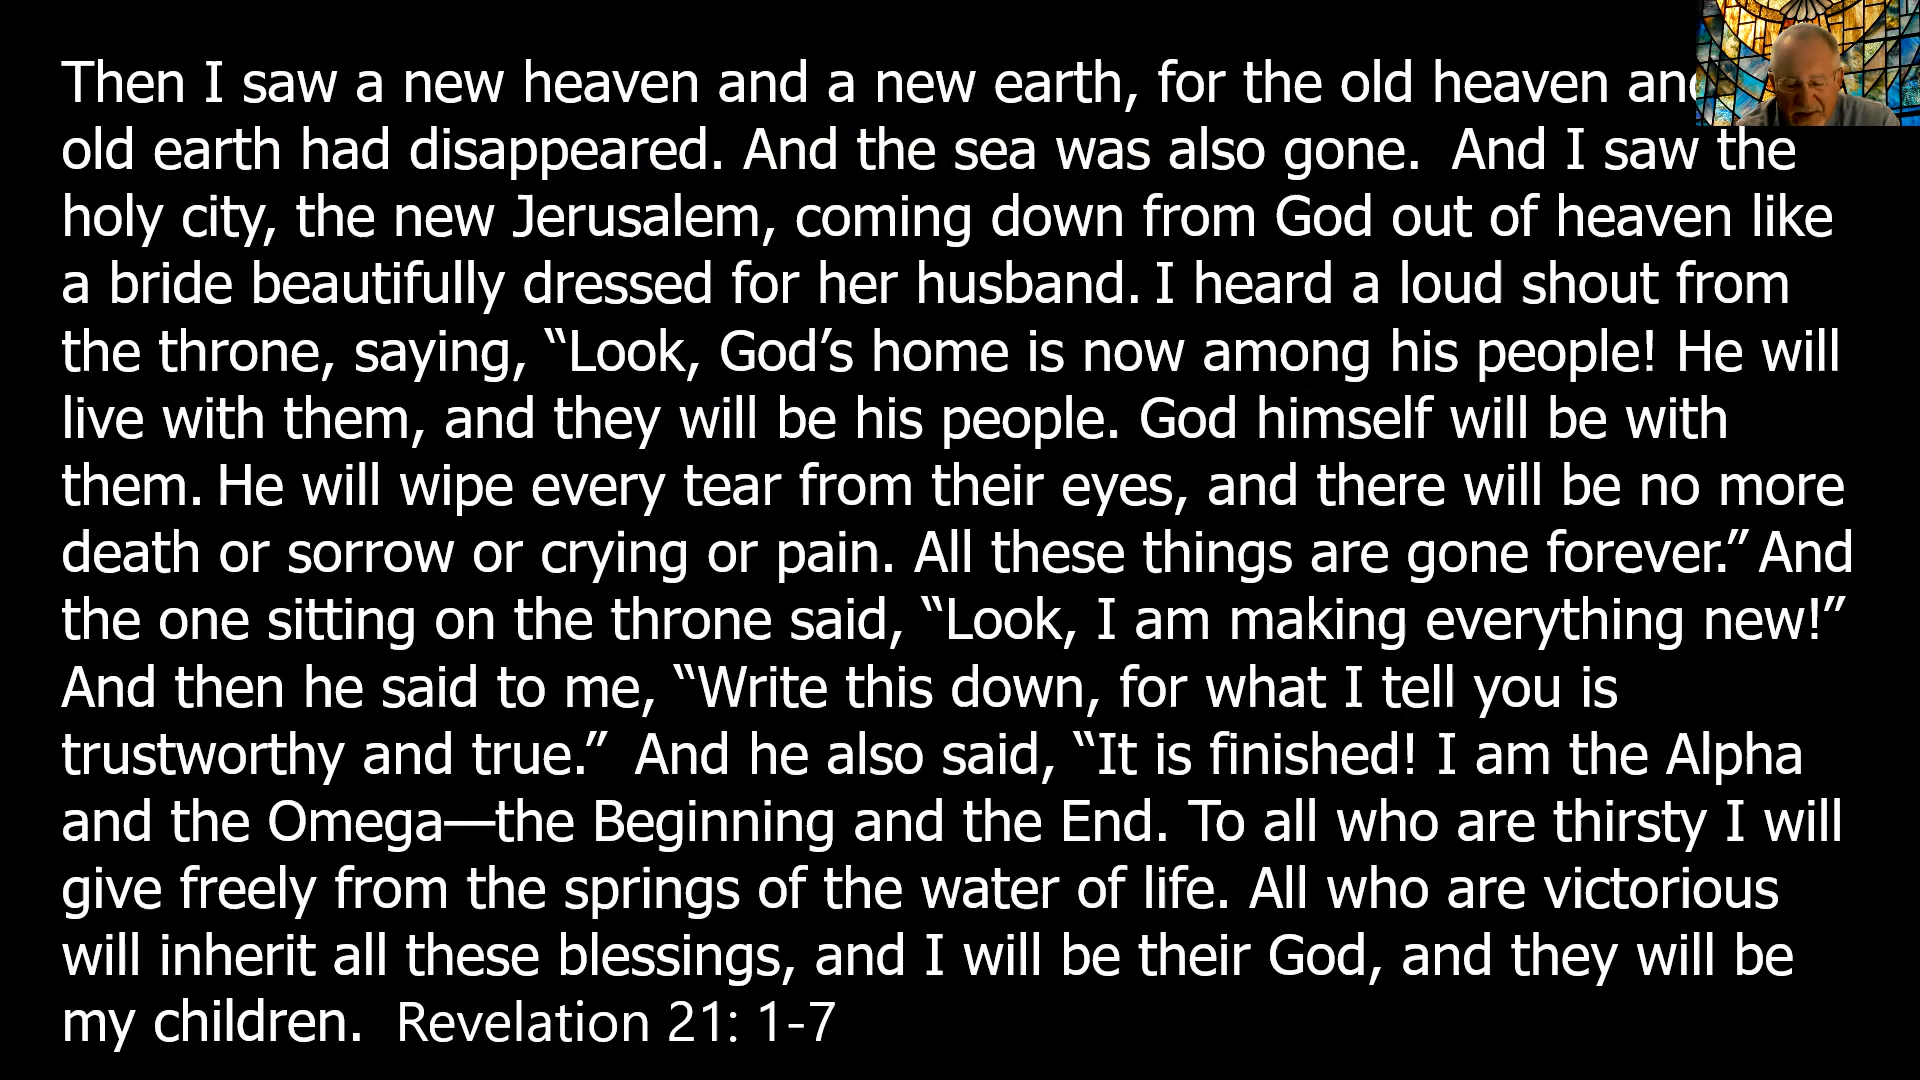 Then I saw a new heaven and a new earth, for the old heaven and
old earth had disappeared. And the sea was also gone.  And I saw the
holy city, the new Jerusalem, coming down from God out of heaven like
a bride beautifully dressed for her husband. I heard a loud shout from
the throne, saying, “Look, God’s home is now among his people! He will
live with them, and they will be his people. God himself will be with
them. He will wipe every tear from their eyes, and there will be no more
death or sorrow or crying or pain. All these things are gone forever.” And
the one sitting on the throne said, “Look, I am making everything new!”
And then he said to me, “Write this down, for what I tell you is
trustworthy and true.”  And he also said, “It is finished! I am the Alpha
and the Omega—the Beginning and the End. To all who are thirsty I will
give freely from the springs of the water of life. All who are victorious
will inherit all these blessings, and I will be their God, and they will be
my children.  Revelation 21: 1-7